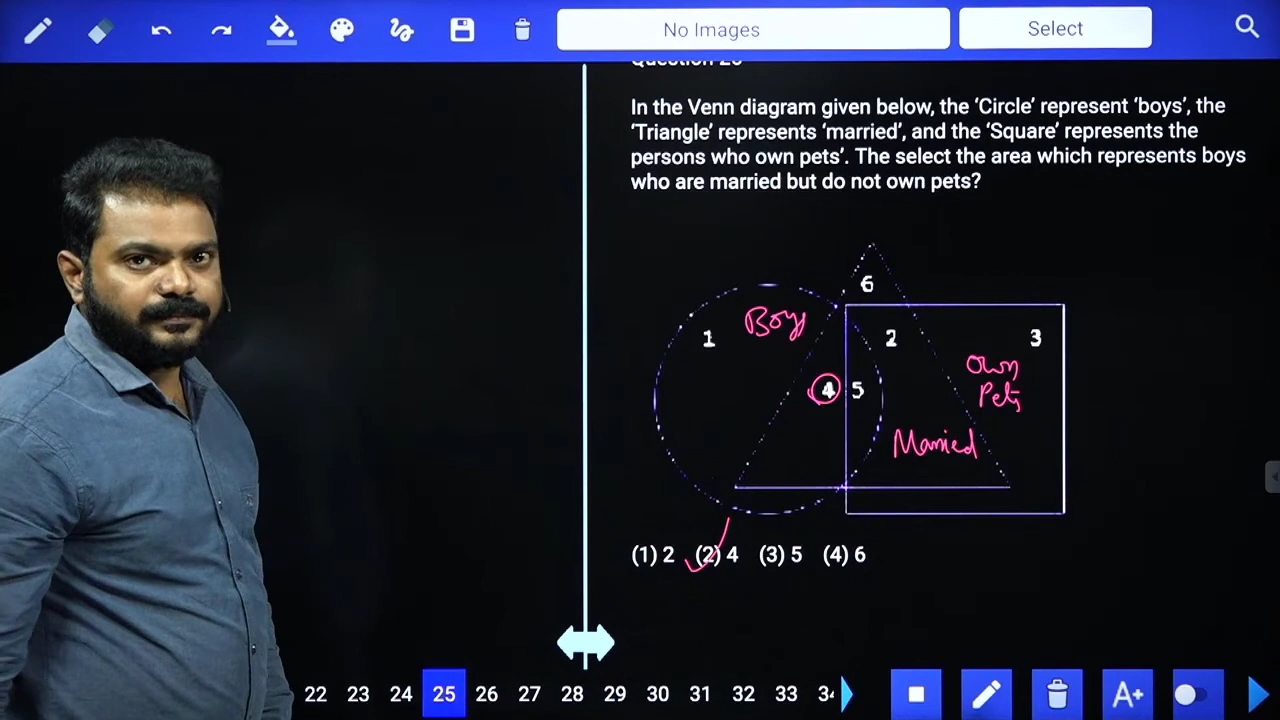 No Images
Select
In the Venn diagram given below, the ‘Circle’ represent ‘boys’, the
‘Triangle’ represents ‘married’, and the ‘Square’ represents the
persons who own pets’. The select the area which represents boys
who are married but do not own pets?
6
Boys
1
2
3
Own
Pets
4
5
Married
(1) 2 (2) 4 (3) 5 (4) 6
22 23 24 25 26 27 28 29 30 31 32 33
A+